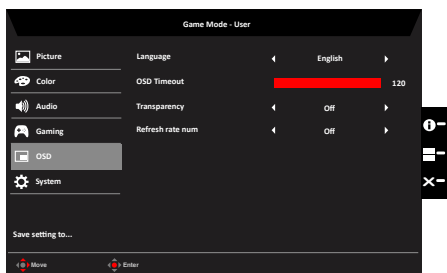 Game Mode - User
Picture
Language
English
Color
OSD Timeout
120
Audio
Transparency
Off
Gaming
Refresh rate num
Off
OSD
System
Save setting to...
Move
Enter